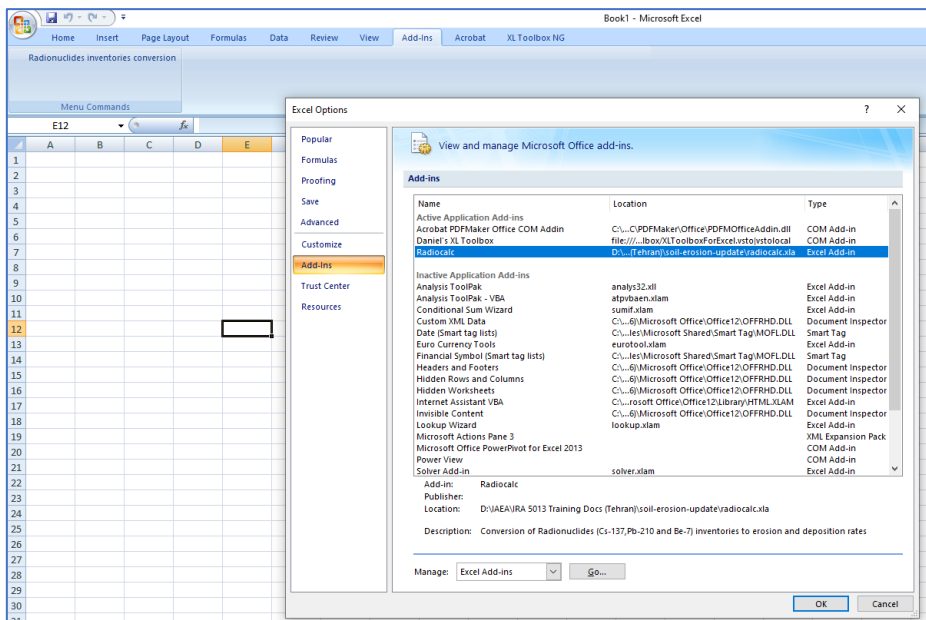 Book1 - Microsoft Excel
Home Insert Page Layout Formulas Data Review View Add-Ins Acrobat XL Toolbox NG
Radionuclides inventories conversion
Menu Commands
E12 fx
A B C D E
1
2
3
4
5
6
7
8
9
10
11
12
13
14
15
16
17
18
19
20
21
22
23
24
25
26
27
28
29
30
Excel Options ? X
Popular
Formulas
Proofing
Save
Advanced
Customize
Add-Ins
Trust Center
Resources
View and manage Microsoft Office add-ins.
Add-ins
Name Location Type
Active Application Add-ins
Acrobat PDFMaker Office COM Addin C:\...C\PDFMaker\Office\PDFMOfficeAddin.dll COM Add-in
Daniel's XL Toolbox file:///...lbox/XLToolboxForExcel.vsto|vstolocal COM Add-in
Radiocalc D:\...(Tehran)\soil-erosion-update\radiocalc.xla Excel Add-in
Inactive Application Add-ins
Analysis ToolPak analys32.xll Excel Add-in
Analysis ToolPak - VBA atpvbaen.xlam Excel Add-in
Conditional Sum Wizard sumif.xlam Excel Add-in
Custom XML Data C:\...6)\Microsoft Office\Office12\OFFRHD.DLL Document Inspector
Date (Smart tag lists) C:\...les\Microsoft Shared\Smart Tag\MOFL.DLL Smart Tag
Euro Currency Tools eurotool.xlam Excel Add-in
Financial Symbol (Smart tag lists) C:\...les\Microsoft Shared\Smart Tag\MOFL.DLL Smart Tag
Headers and Footers C:\...6)\Microsoft Office\Office12\OFFRHD.DLL Document Inspector
Hidden Rows and Columns C:\...6)\Microsoft Office\Office12\OFFRHD.DLL Document Inspector
Hidden Worksheets C:\...6)\Microsoft Office\Office12\OFFRHD.DLL Document Inspector
Internet Assistant VBA C:\...rosoft Office\Office12\Library\HTML.XLAM Excel Add-in
Invisible Content C:\...6)\Microsoft Office\Office12\OFFRHD.DLL Document Inspector
Lookup Wizard lookup.xlam Excel Add-in
Microsoft Actions Pane 3 XML Expansion Pack
Microsoft Office PowerPivot for Excel 2013 COM Add-in
Power View COM Add-in
Solver Add-in solver.xlam Excel Add-in
Add-in: Radiocalc
Publisher:
Location: D:\IAEA\IRA 5013 Training Docs (Tehran)\soil-erosion-update\radiocalc.xla
Description: Conversion of Radionuclides (Cs-137,Pb-210 and Be-7) inventories to erosion and deposition rates
Manage: Excel Add-ins Go...
OK Cancel